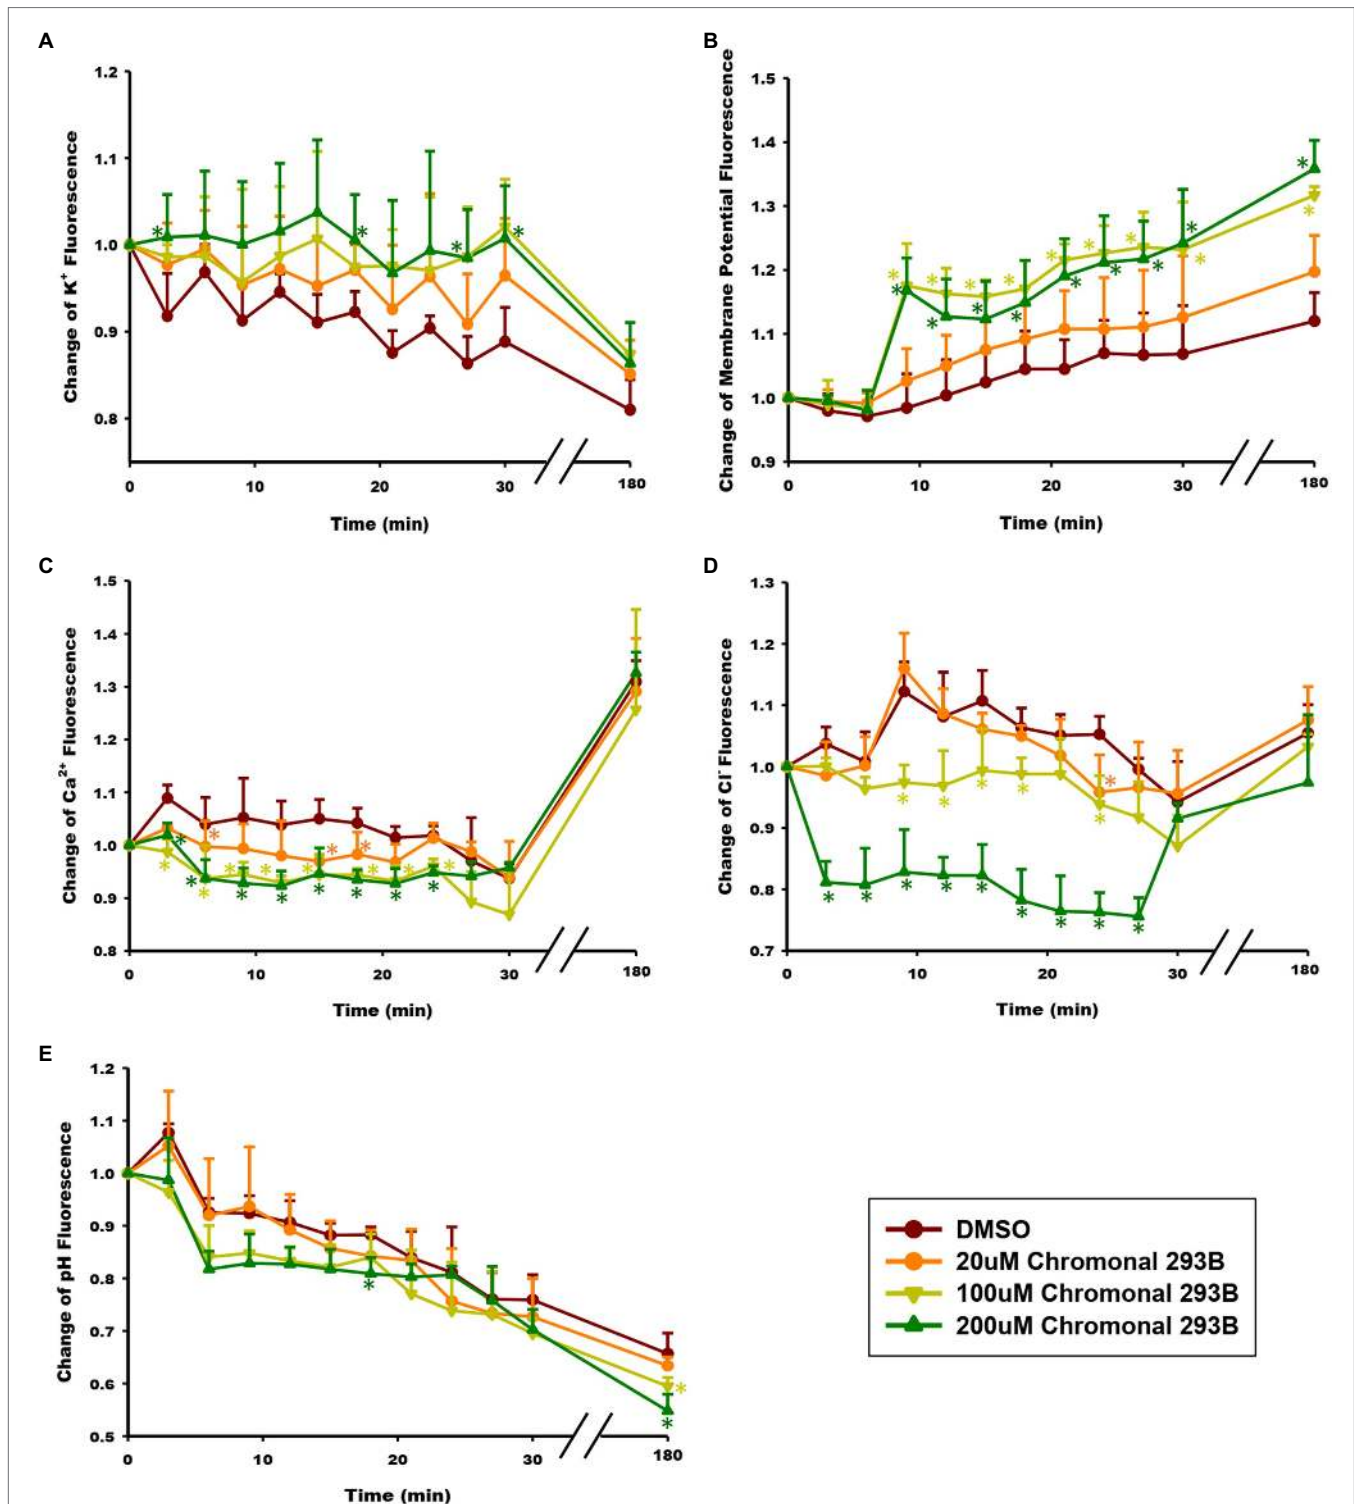 A
1.2
1.1
1.0
0.9
0.8
Change of K+ Fluorescence
0 10 20 30 180
Time (min)
B
1.5
1.4
1.3
1.2
1.1
1.0
0.9
Change of Membrane Potential Fluorescence
0 10 20 30 180
Time (min)
C
1.5
1.4
1.3
1.2
1.1
1.0
0.9
0.8
Change of Ca2+ Fluorescence
0 10 20 30 180
Time (min)
D
1.3
1.2
1.1
1.0
0.9
0.8
0.7
Change of Cl- Fluorescence
0 10 20 30 180
Time (min)
E
1.2
1.1
1.0
0.9
0.8
0.7
0.6
0.5
Change of pH Fluorescence
0 10 20 30 180
Time (min)
DMSO
20uM Chromonal 293B
100uM Chromonal 293B
200uM Chromonal 293B